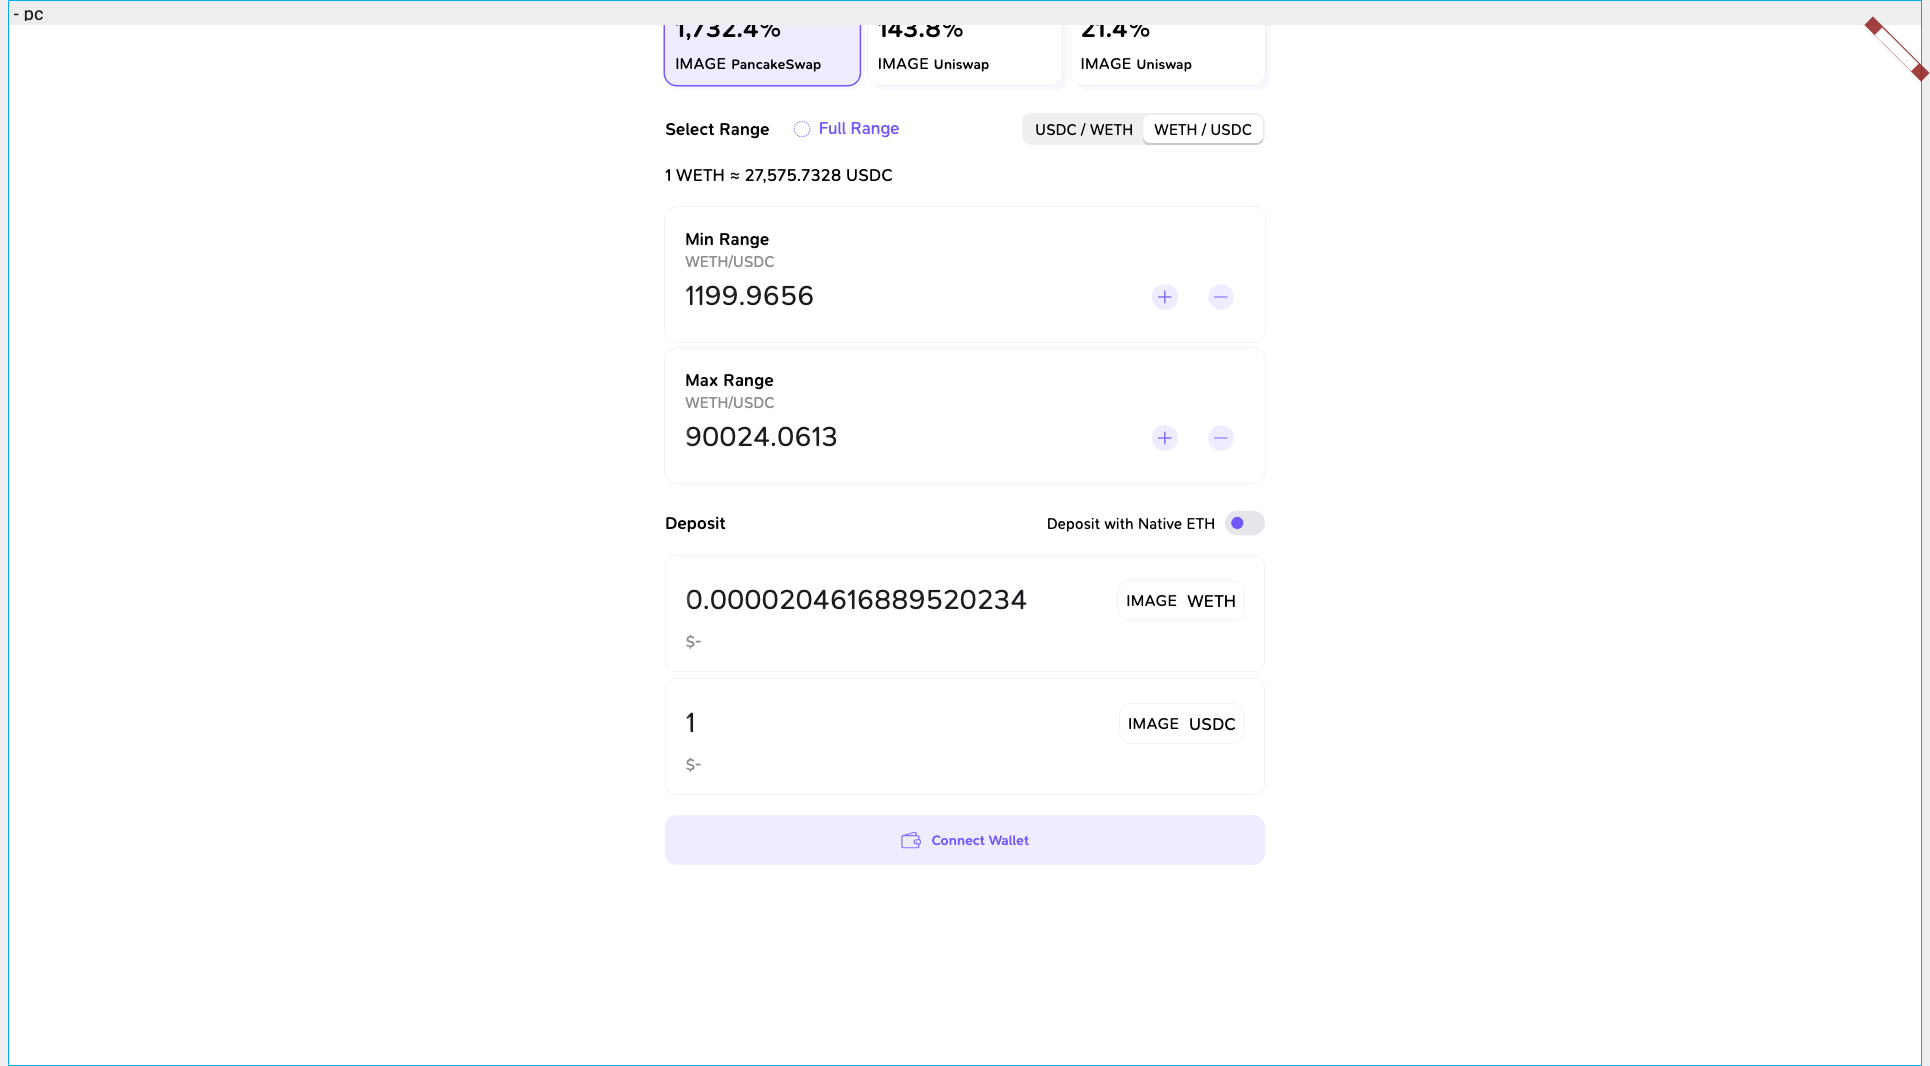 - pc
1,732.4%
143.8%
21.4%
IMAGE PancakeSwap
IMAGE Uniswap
IMAGE Uniswap
Select Range
Full Range
USDC / WETH
WETH / USDC
1 WETH ≈ 27,575.7328 USDC
Min Range
WETH/USDC
1199.9656
Max Range
WETH/USDC
90024.0613
Deposit
Deposit with Native ETH
0.0000204616889520234
IMAGE WETH
$-
1
IMAGE USDC
$-
Connect Wallet